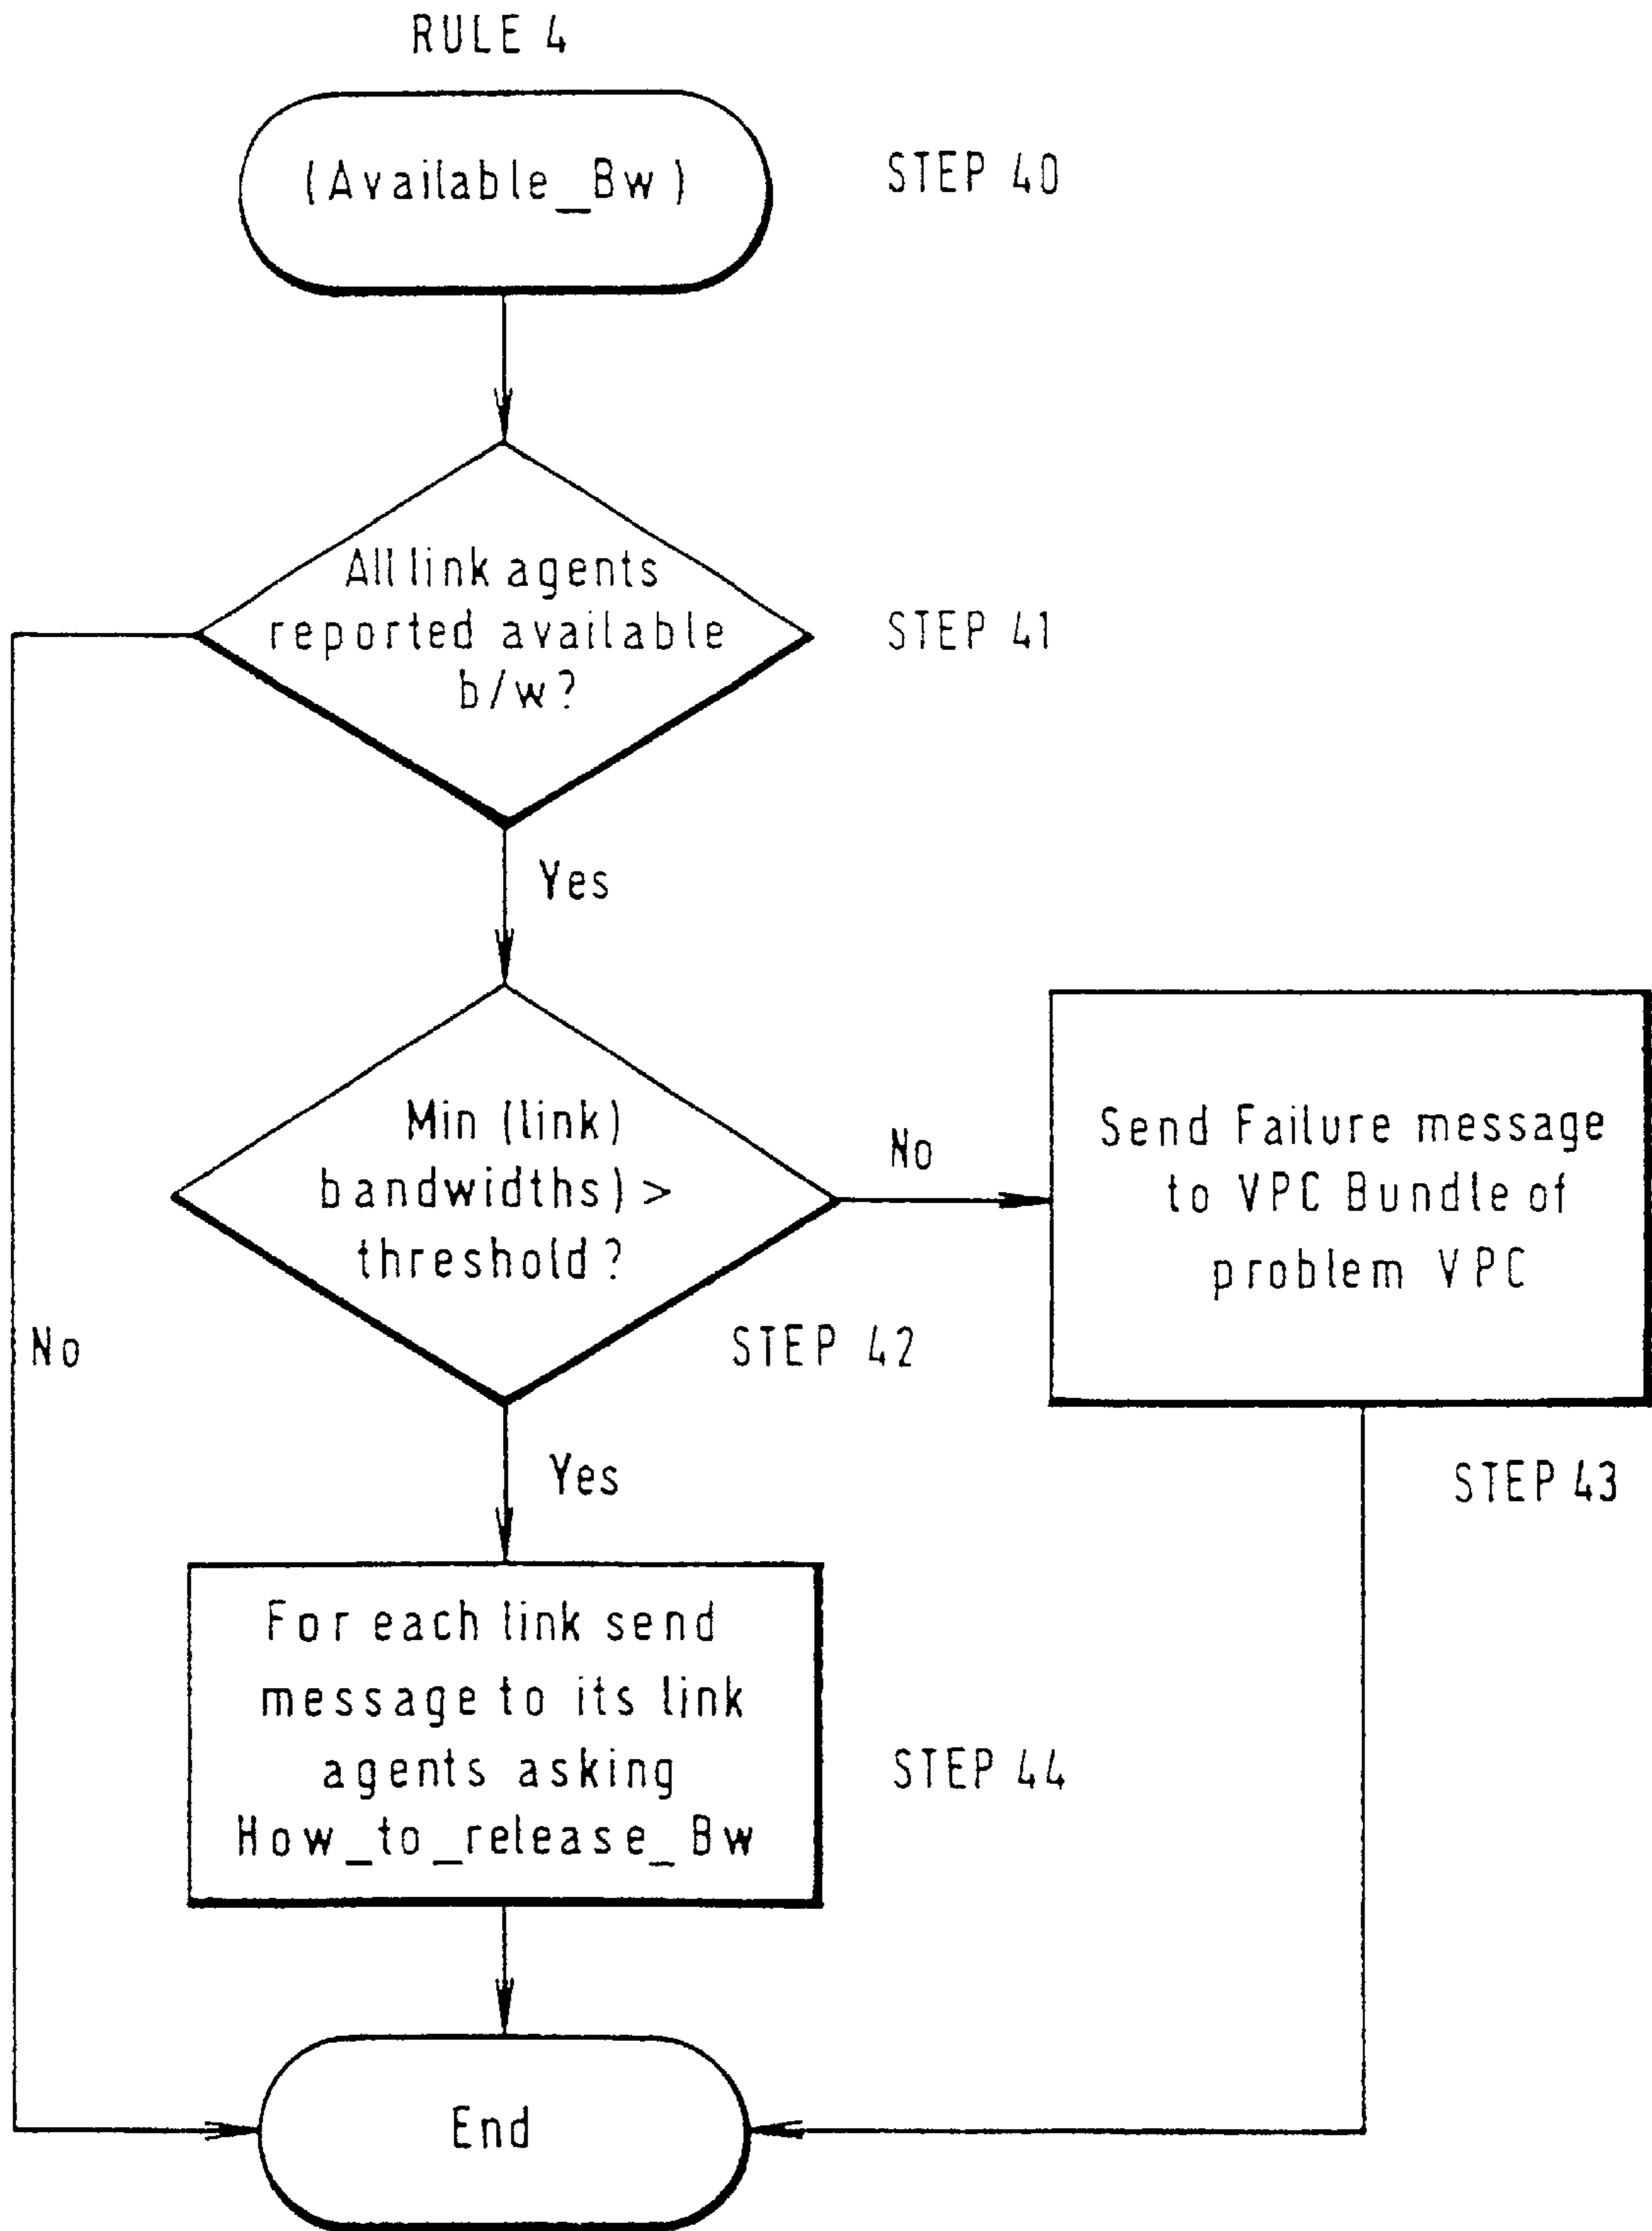 RULE 4
(Available_Bw)
STEP 40
All link agents
reported available
b/w?
STEP 41
Yes
Min (link)
bandwidths) >
threshold?
No
Send Failure message
to VPC Bundle of
problem VPC
STEP 42
No
STEP 43
Yes
For each link send
message to its link
agents asking
How_to_release_Bw
STEP 44
End